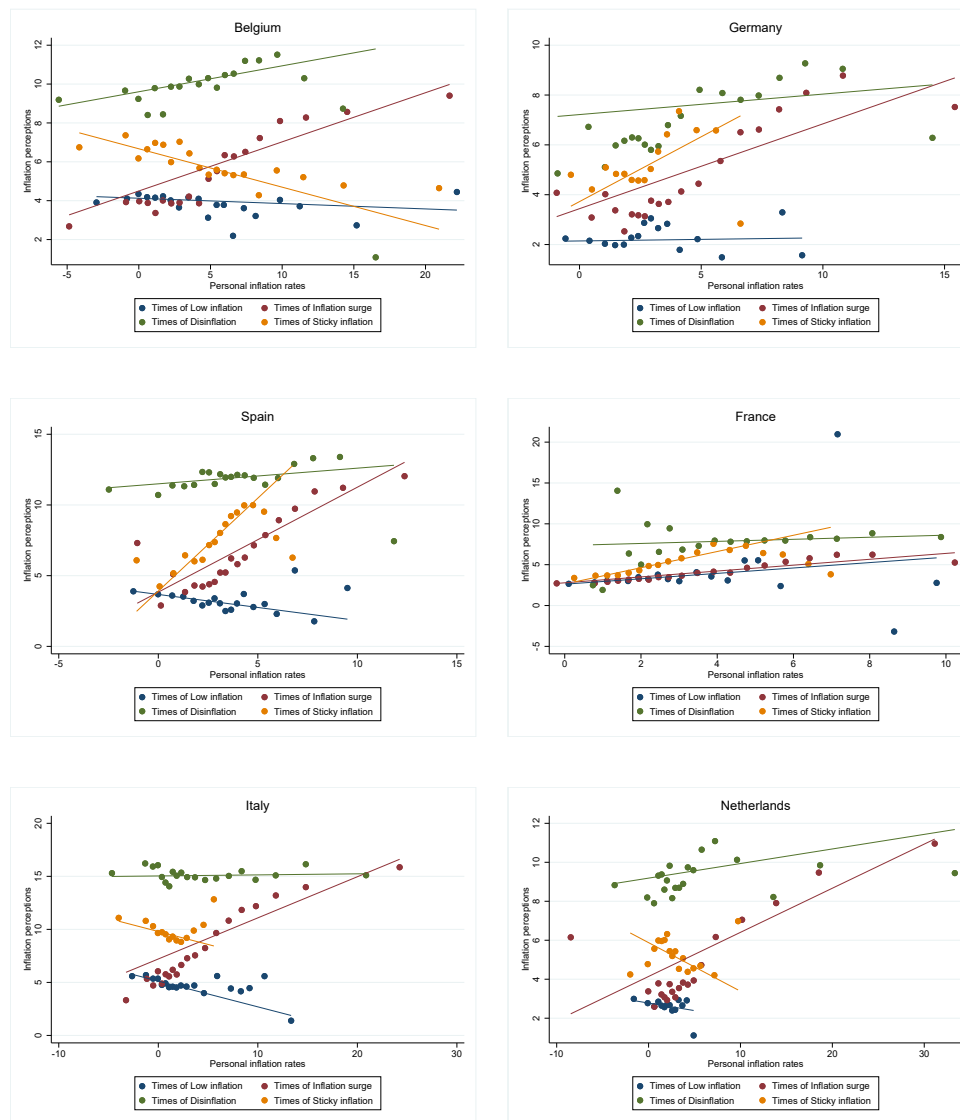 Belgium
Inflation perceptions
12
10
8
6
4
2
-5 0 5 10 15 20
Personal inflation rates
Times of Low inflation Times of Inflation surge
Times of Disinflation Times of Sticky inflation
Germany
Inflation perceptions
10
8
6
4
2
0
0 5 10 15
Personal inflation rates
Times of Low inflation Times of Inflation surge
Times of Disinflation Times of Sticky inflation
Spain
Inflation perceptions
15
10
5
0
-5 0 5 10 15
Personal inflation rates
Times of Low inflation Times of Inflation surge
Times of Disinflation Times of Sticky inflation
France
Inflation perceptions
20
15
10
5
0
-5
0 2 4 6 8 10
Personal inflation rates
Times of Low inflation Times of Inflation surge
Times of Disinflation Times of Sticky inflation
Italy
Inflation perceptions
20
15
10
5
0
-10 0 10 20 30
Personal inflation rates
Times of Low inflation Times of Inflation surge
Times of Disinflation Times of Sticky inflation
Netherlands
Inflation perceptions
12
10
8
6
4
2
-10 0 10 20 30
Personal inflation rates
Times of Low inflation Times of Inflation surge
Times of Disinflation Times of Sticky inflation